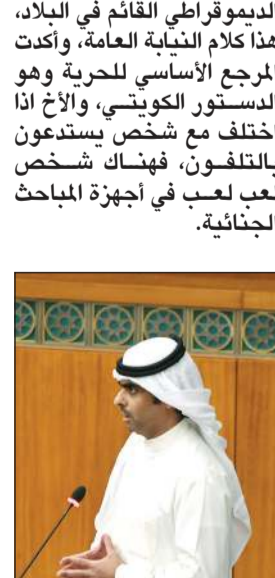 الديموقراطي القائم في البلاد،
هذا كلام النيابة العامة، وأكدت
المرجع الأساسي للحرية وهو
الدستور الكويتي، والأخ اذا
اختلف مع شخص يستدعون
بالتلفون، فهناك شخص
لعب لعب في أجهزة المباحث
الجنائية.